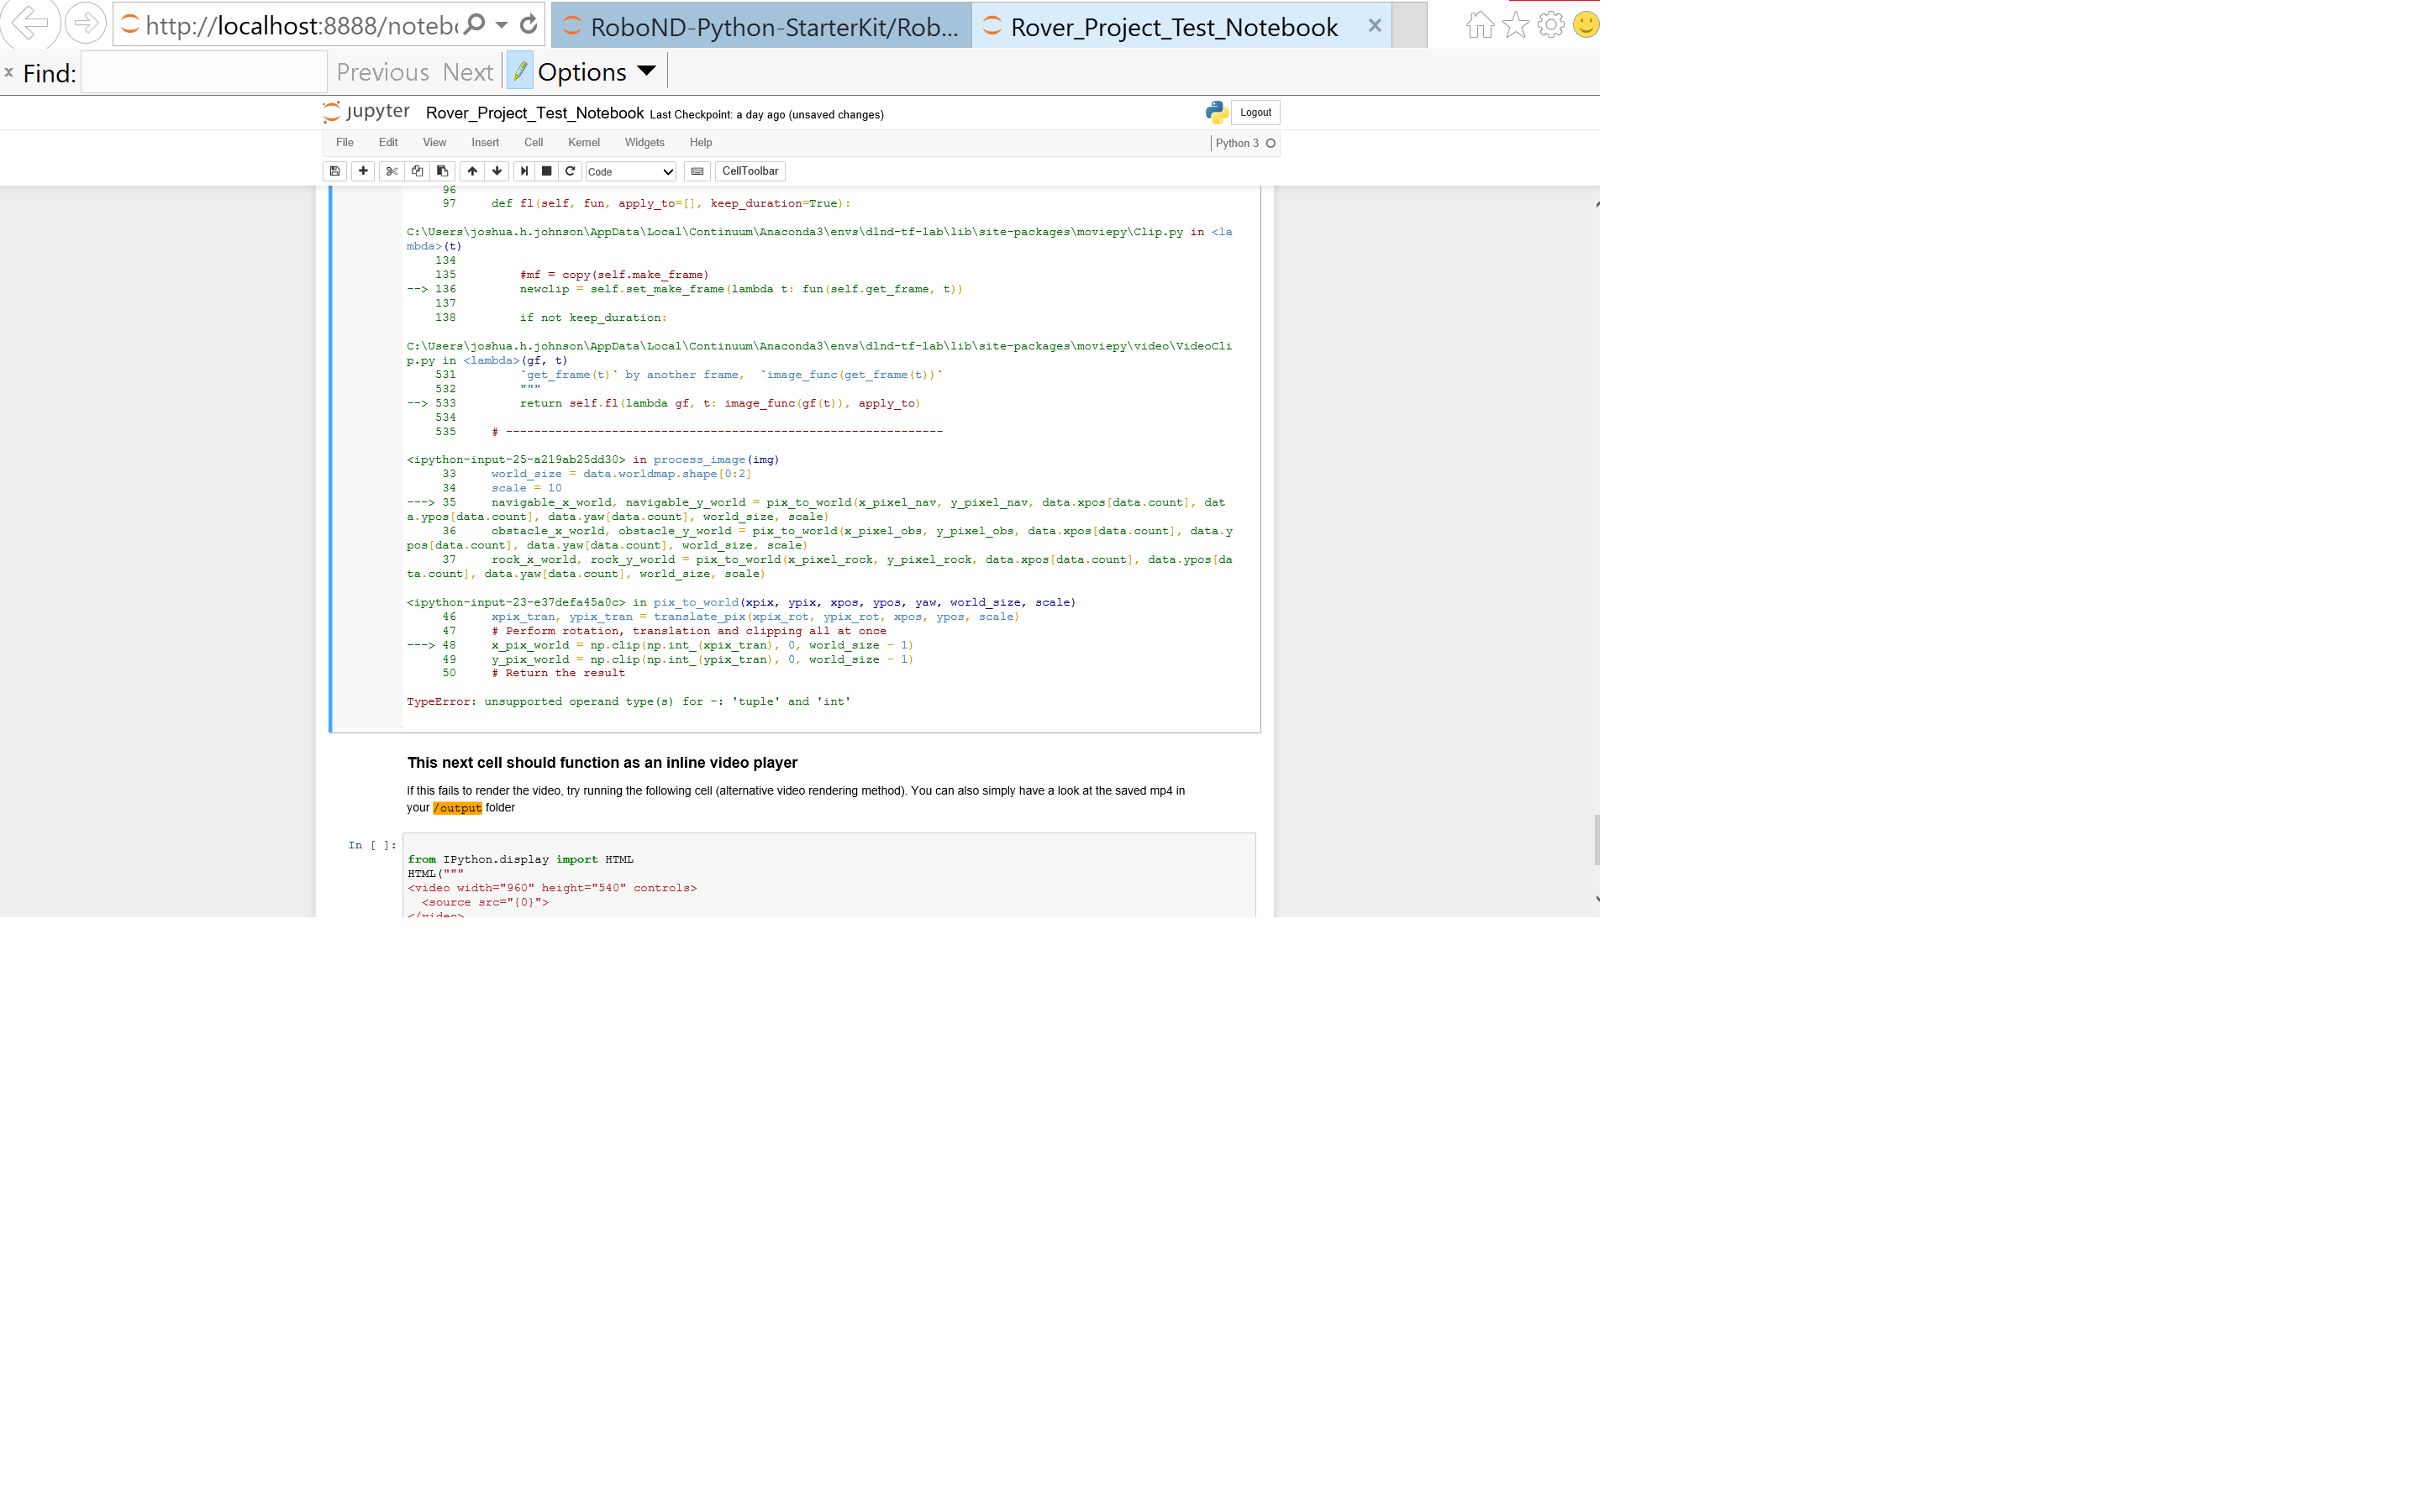 http://localhost:8888/noteb
RoboND-Python-StarterKit/Rob...
Rover_Project_Test_Notebook
x Find:
Previous Next
Options
jupyter Rover_Project_Test_Notebook Last Checkpoint: a day ago (unsaved changes)
Logout
File Edit View Insert Cell Kernel Widgets Help
Python 3
Code
CellToolbar
96
97 def fl(self, fun, apply_to=[], keep_duration=True):
C:\Users\joshua.h.johnson\AppData\Local\Continuum\Anaconda3\envs\dlnd-tf-lab\lib\site-packages\moviepy\Clip.py in <la
mbda>(t)
134
135 #mf = copy(self.make_frame)
--> 136 newclip = self.set_make_frame(lambda t: fun(self.get_frame, t))
137
138 if not keep_duration:
C:\Users\joshua.h.johnson\AppData\Local\Continuum\Anaconda3\envs\dlnd-tf-lab\lib\site-packages\moviepy\video\VideoCli
p.py in <lambda>(gf, t)
531 `get_frame(t)` by another frame,  `image_func(get_frame(t))`
532 """
--> 533 return self.fl(lambda gf, t: image_func(gf(t)), apply_to)
534
535 # --------------------------------------------------------------
<ipython-input-25-a219ab25dd30> in process_image(img)
33 world_size = data.worldmap.shape[0:2]
34 scale = 10
---> 35 navigable_x_world, navigable_y_world = pix_to_world(x_pixel_nav, y_pixel_nav, data.xpos[data.count], dat
a.ypos[data.count], data.yaw[data.count], world_size, scale)
36 obstacle_x_world, obstacle_y_world = pix_to_world(x_pixel_obs, y_pixel_obs, data.xpos[data.count], data.y
pos[data.count], data.yaw[data.count], world_size, scale)
37 rock_x_world, rock_y_world = pix_to_world(x_pixel_rock, y_pixel_rock, data.xpos[data.count], data.ypos[da
ta.count], data.yaw[data.count], world_size, scale)
<ipython-input-23-e37defa45a0c> in pix_to_world(xpix, ypix, xpos, ypos, yaw, world_size, scale)
46 xpix_tran, ypix_tran = translate_pix(xpix_rot, ypix_rot, xpos, ypos, scale)
47 # Perform rotation, translation and clipping all at once
---> 48 x_pix_world = np.clip(np.int_(xpix_tran), 0, world_size - 1)
49 y_pix_world = np.clip(np.int_(ypix_tran), 0, world_size - 1)
50 # Return the result
TypeError: unsupported operand type(s) for -: 'tuple' and 'int'
This next cell should function as an inline video player
If this fails to render the video, try running the following cell (alternative video rendering method). You can also simply have a look at the saved mp4 in
your /output folder
In [ ]:
from IPython.display import HTML
HTML("""
<video width="960" height="540" controls>
<source src="{0}">
</video>